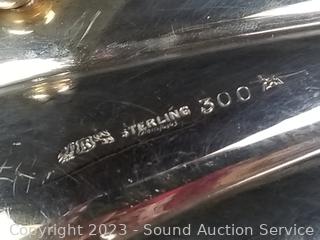 STERLING 300
Copyright 2023 - Sound Auction Service